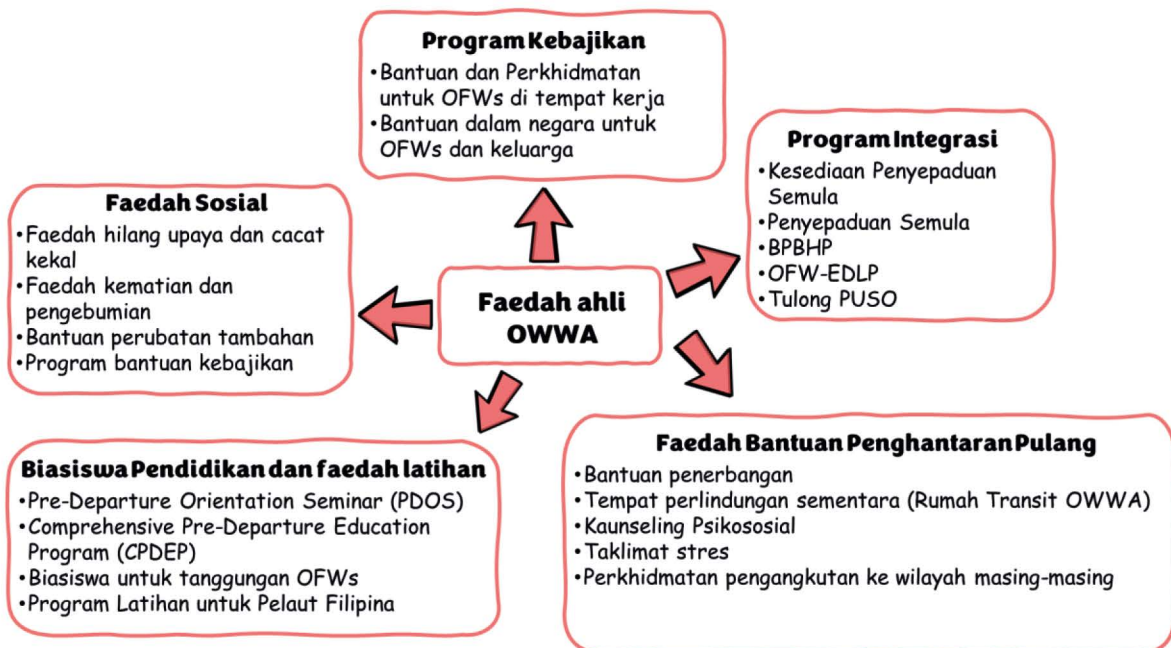 Program Kebajikan
•Bantuan dan Perkhidmatan
untuk OFWs di tempat kerja
•Bantuan dalam negara untuk
OFWs dan keluarga
Program Integrasi
•Kesediaan Penyepaduan
Semula
•Penyepaduan Semula
•BPBHP
•OFW-EDLP
•Tulong PUSO
Faedah Sosial
•Faedah hilang upaya dan cacat
kekal
•Faedah kematian dan
pengebumian
•Bantuan perubatan tambahan
•Program bantuan kebajikan
Faedah ahli
OWWA
Biasiswa Pendidikan dan faedah latihan
•Pre-Departure Orientation Seminar (PDOS)
•Comprehensive Pre-Departure Education
Program (CPDEP)
•Biasiswa untuk tanggungan OFWs
•Program Latihan untuk Pelaut Filipina
Faedah Bantuan Penghantaran Pulang
•Bantuan penerbangan
•Tempat perlindungan sementara (Rumah Transit OWWA)
•Kaunseling Psikososial
•Taklimat stres
•Perkhidmatan pengangkutan ke wilayah masing-masing